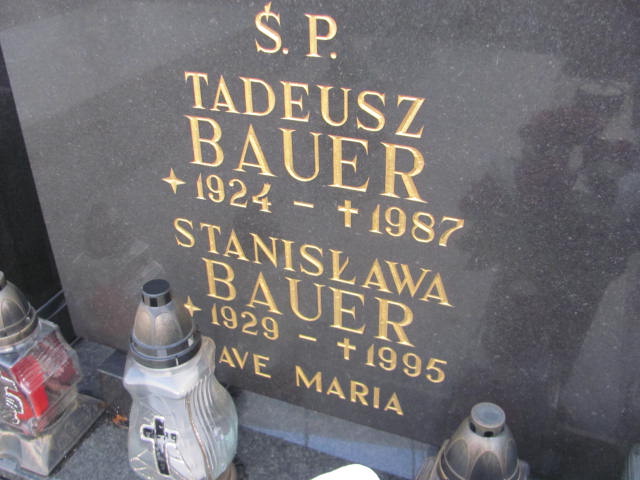 Ś. P.
TADEUSZ
BAUER
✦ 1924 – ✝ 1987
STANISŁAWA
BAUER
✦ 1929 – ✝ 1995
AVE MARIA